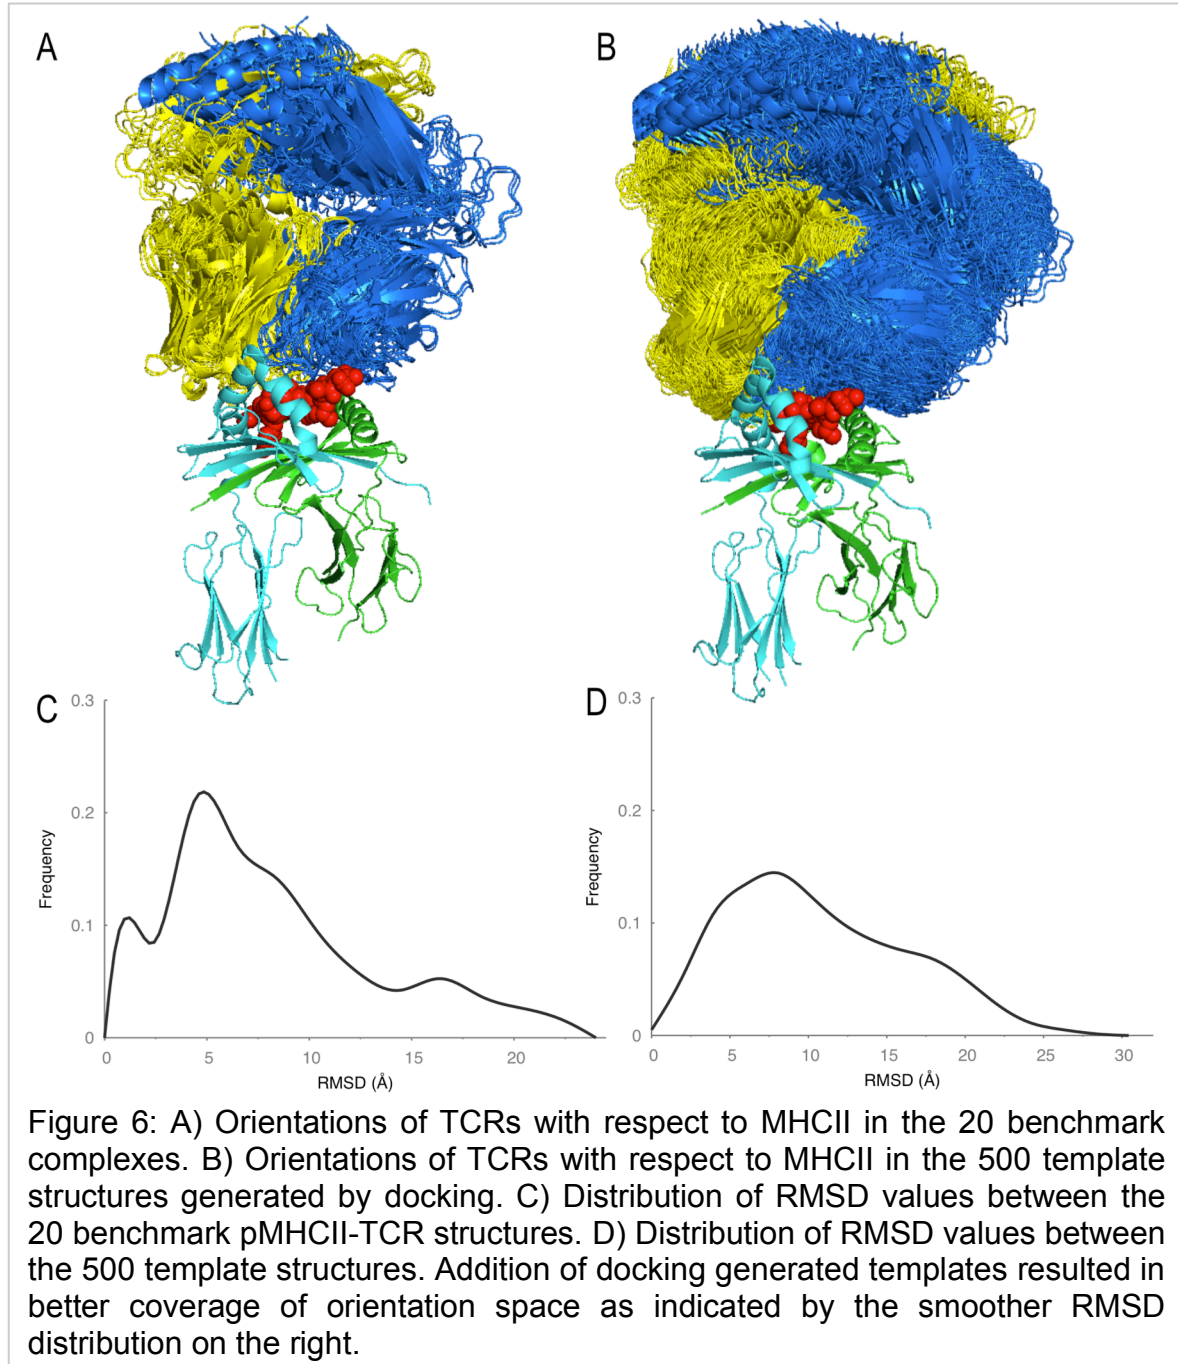 A
B
C
D
0.3
0.2
0.1
0
Frequency
0
5
10
15
20
RMSD (Å)
0.3
0.2
0.1
0
Frequency
0
5
10
15
20
25
30
RMSD (Å)
Figure 6: A) Orientations of TCRs with respect to MHCII in the 20 benchmark
complexes. B) Orientations of TCRs with respect to MHCII in the 500 template
structures generated by docking. C) Distribution of RMSD values between the
20 benchmark pMHCII-TCR structures. D) Distribution of RMSD values between
the 500 template structures. Addition of docking generated templates resulted in
better coverage of orientation space as indicated by the smoother RMSD
distribution on the right.